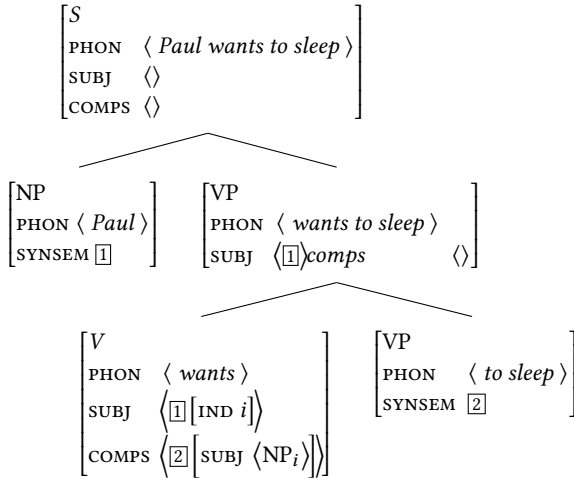 S
PHON ⟨ Paul wants to sleep ⟩
SUBJ ⟨⟩
COMPS ⟨⟩
NP
PHON ⟨ Paul ⟩
SYNSEM 1
VP
PHON ⟨ wants to sleep ⟩
SUBJ ⟨1⟩comps ⟨⟩
V
PHON ⟨ wants ⟩
SUBJ ⟨1[IND i]⟩
COMPS ⟨2[SUBJ ⟨NPᵢ⟩]⟩
VP
PHON ⟨ to sleep ⟩
SYNSEM 2